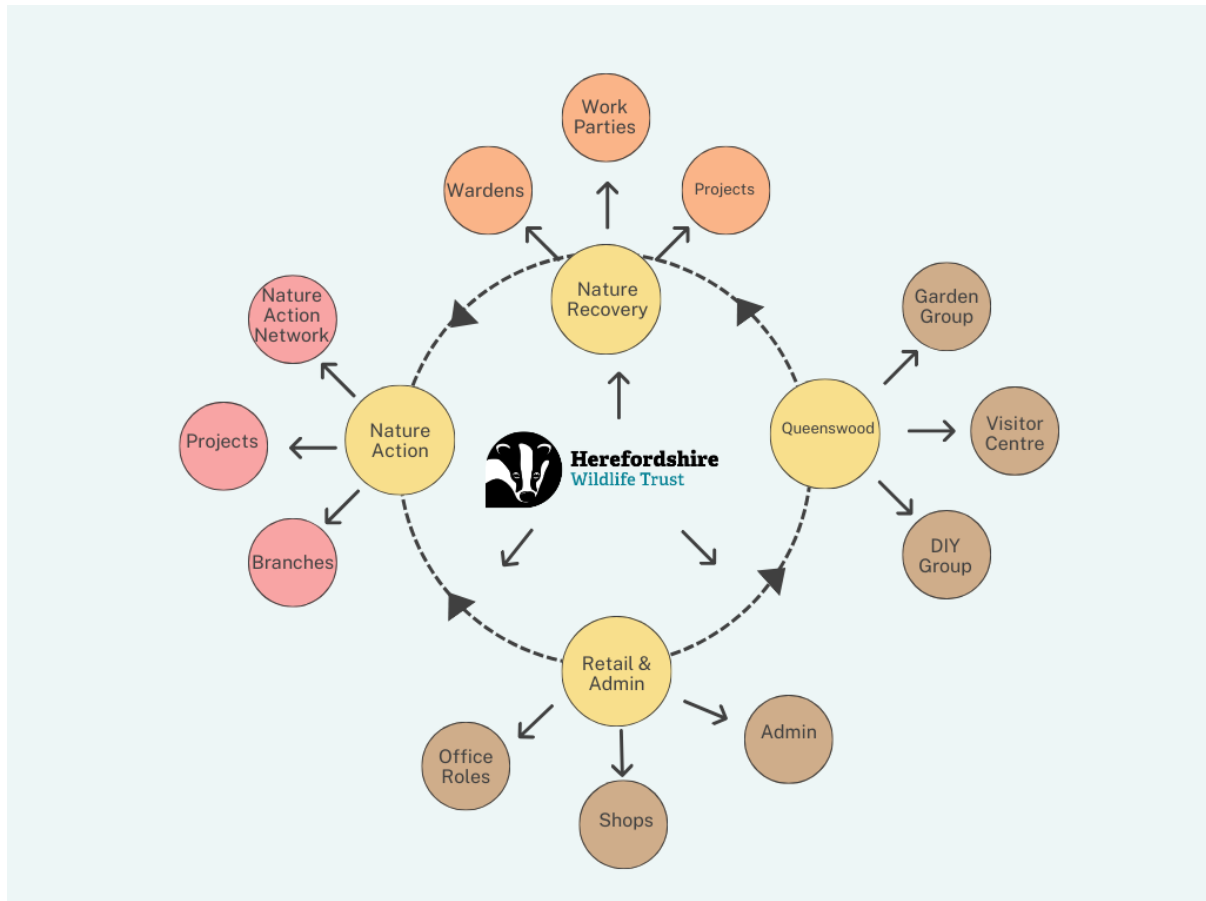 Work
Parties
Wardens
Projects
Nature
Recovery
Nature
Action
Network
Garden
Group
Projects
Nature
Action
Herefordshire
Wildlife Trust
Queenswood
Visitor
Centre
Branches
DIY
Group
Retail &
Admin
Office
Roles
Shops
Admin